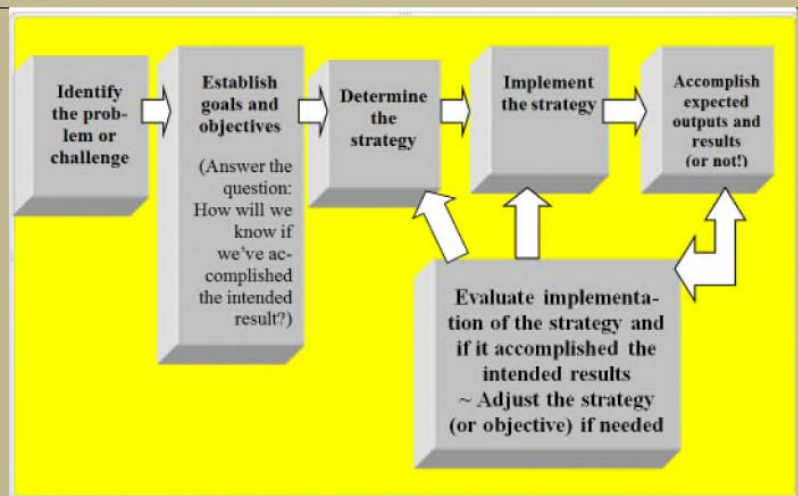 Identify
the prob-
lem or
challenge
Establish
goals and
objectives
(Answer the
question:
How will we
know if
we've ac-
complished
the intended
result?)
Determine
the
strategy
Implement
the strategy
Accomplish
expected
outputs and
results
(or not!)
Evaluate implementa-
tion of the strategy and
if it accomplished the
intended results
~ Adjust the strategy
(or objective) if needed